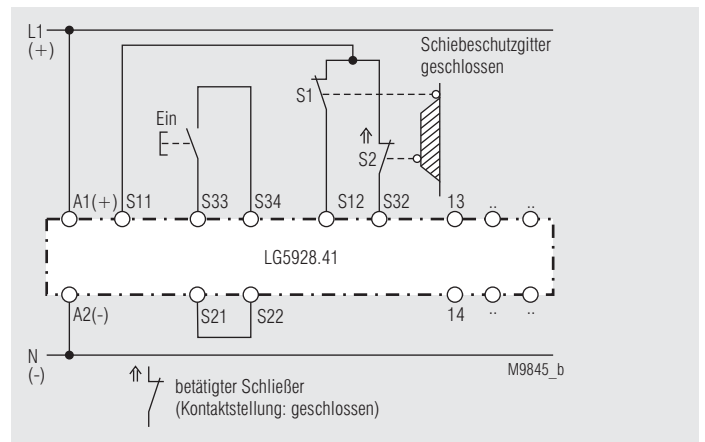 L1
(+)
Schiebeschutzgitter
geschlossen
S1
Ein
S2
A1(+) S11 S33 S34 S12 S32 13 .. ..
LG5928.41
A2(-) S21 S22 14 .. ..
N
(-)
M9845_b
betätigter Schließer
(Kontaktstellung: geschlossen)